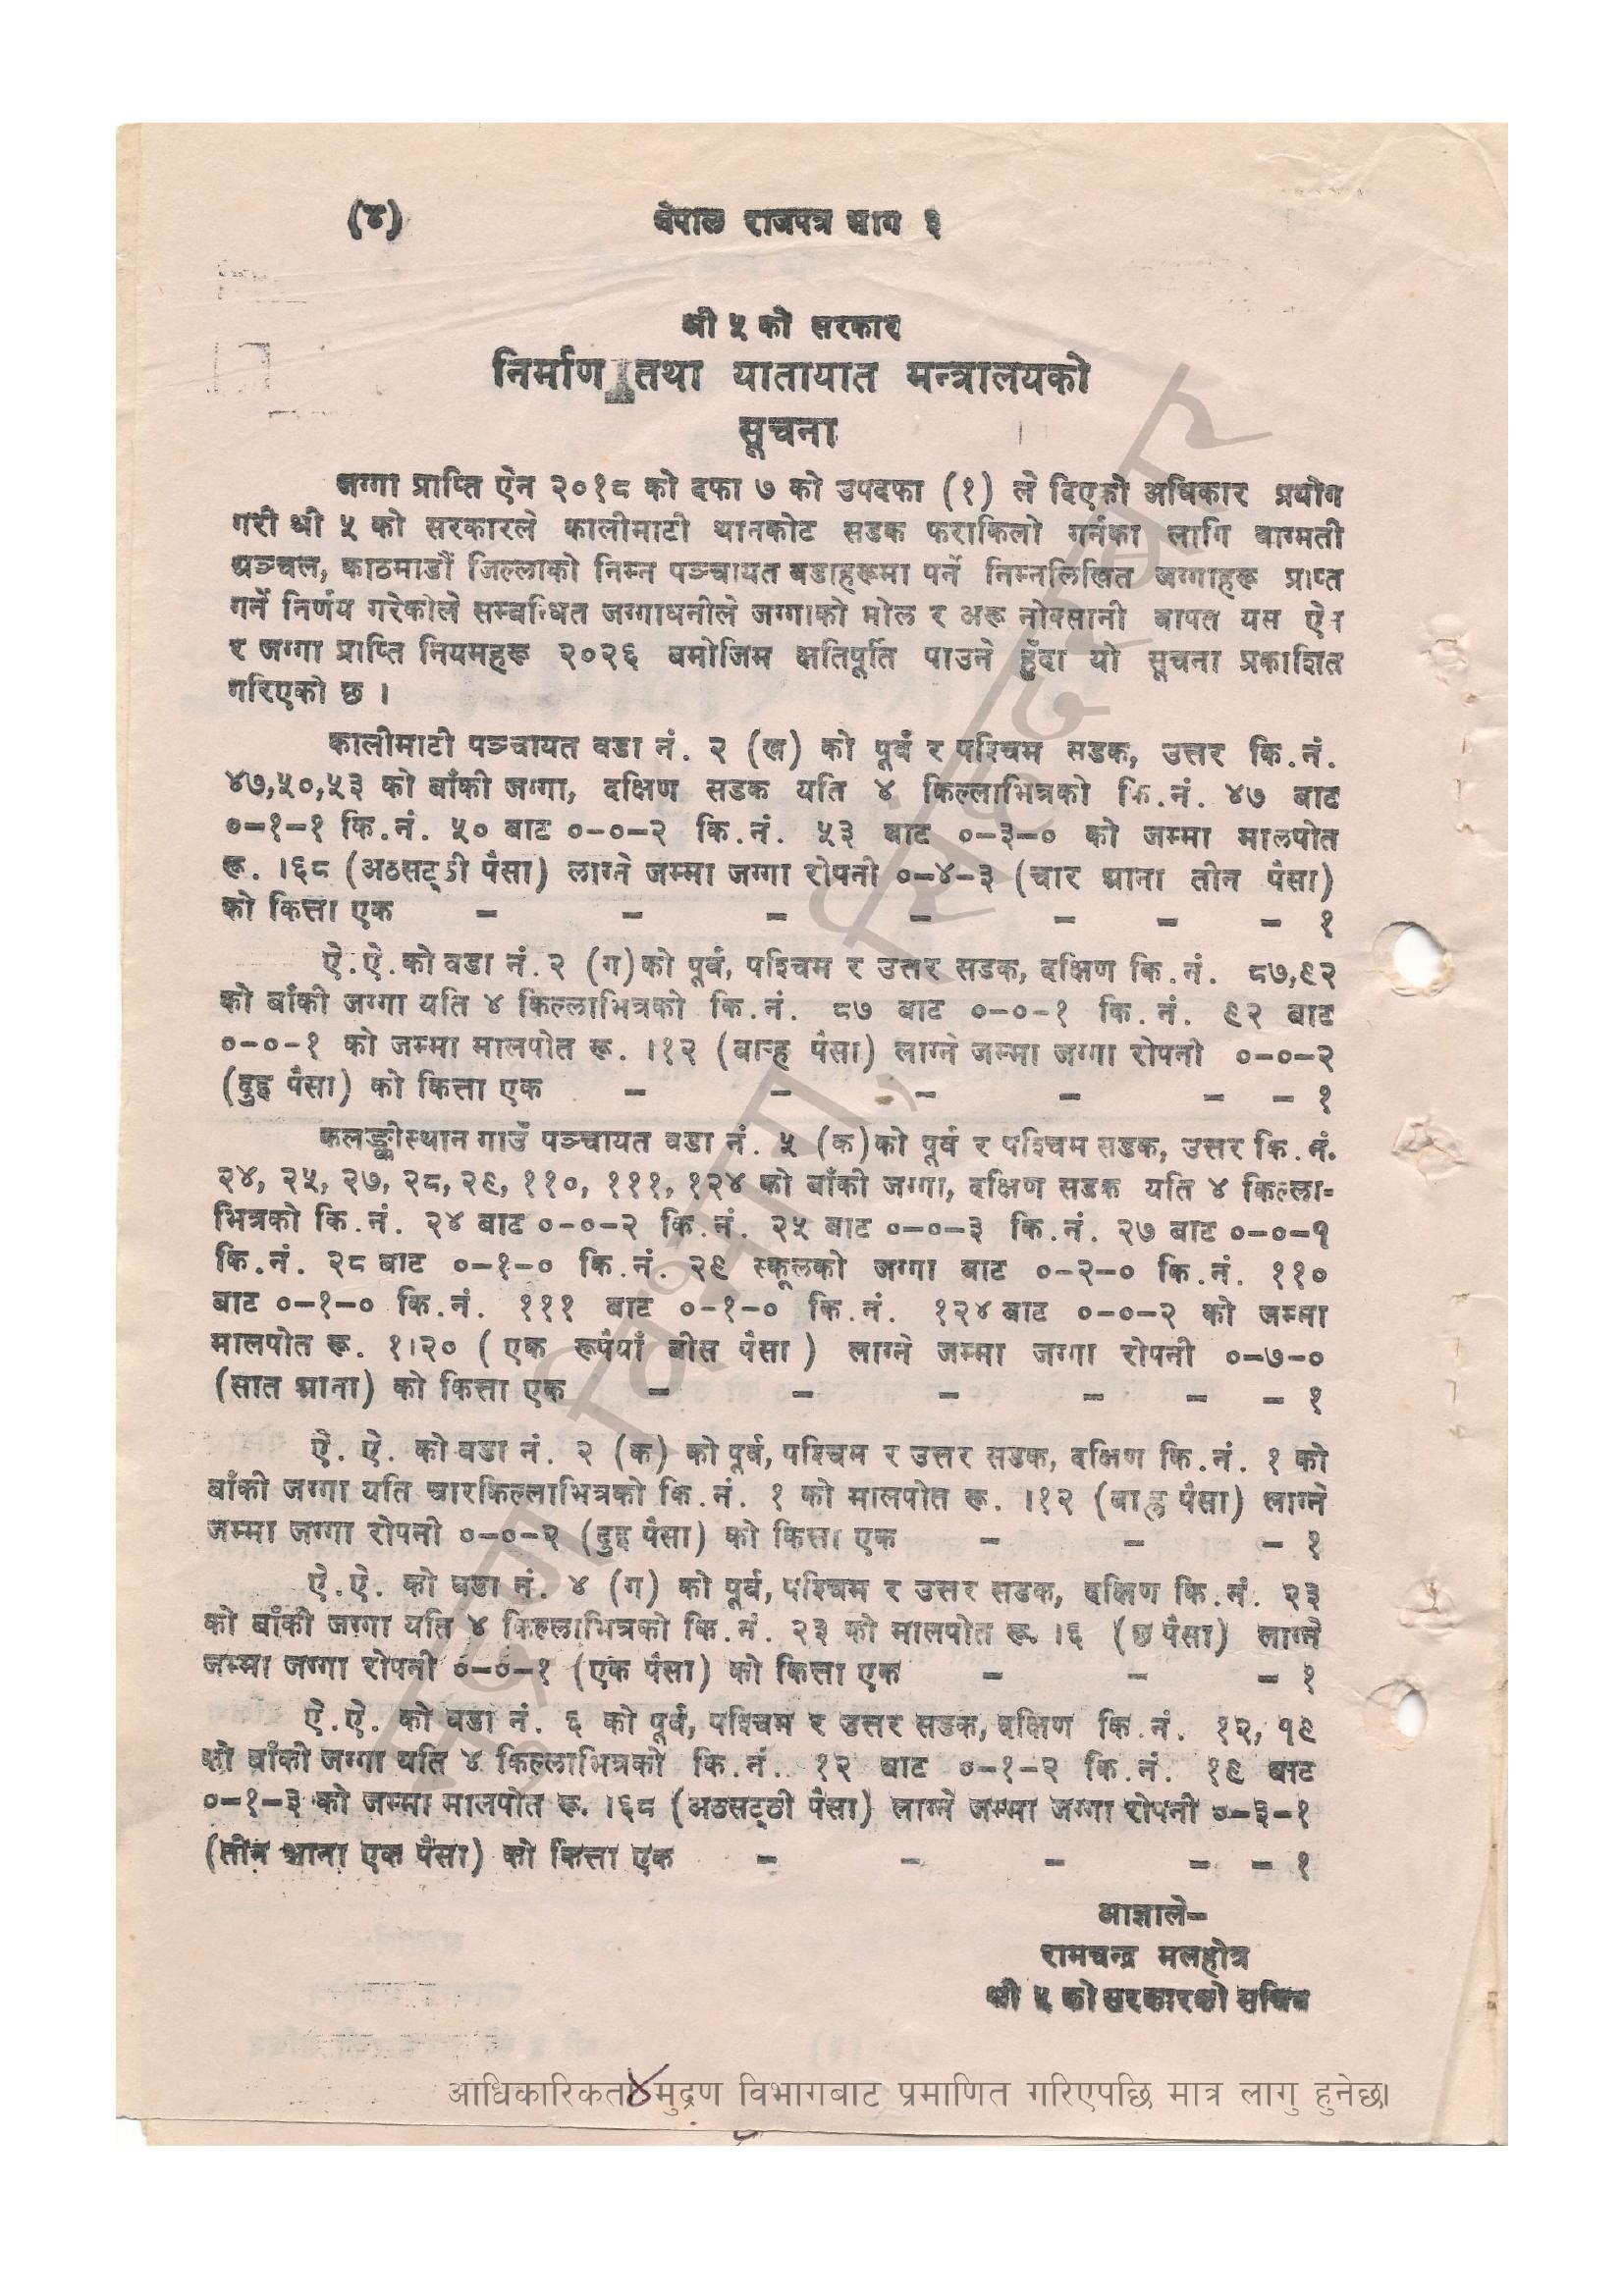 (४) नेपाल राजपत्र भाग ३
श्री ५ को सरकार
निर्माण तथा यातायात मन्त्रालयको
सूचना
जग्गा प्राप्ति ऐन २०१८ को दफा ७ को उपदफा (१) ले दिएको अधिकार प्रयोग
गरी श्री ५ को सरकारले कालीमाटी थानकोट सडक फराकिलो गर्नका लागि बाग्मती
अञ्चल, काठमाडौं जिल्लाको निम्न पञ्चायत वडाहरूमा पर्ने निम्नलिखित जग्गाहरू प्राप्त
गर्ने निर्णय गरेकोले सम्बन्धित जग्गाधनीले जग्गाको मोल र अरू नोक्सानी बापत यस ऐन
र जग्गा प्राप्ति नियमहरू २०२६ बमोजिम क्षतिपूर्ति पाउने हुँदा यो सूचना प्रकाशित
गरिएको छ ।
कालीमाटी पञ्चायत वडा नं. २ (ख) को पूर्व र पश्चिम सडक, उत्तर कि.नं.
४७,५०,५३ को बाँकी जग्गा, दक्षिण सडक यति ४ किल्लाभित्रको कि.नं. ४७ बाट
०-१-१ कि.नं. ५० बाट ०-०-२ कि.नं. ५३ बाट ०-३-० को जम्मा मालपोत
रू. ।६८ (अठसट्ठी पैसा) लाग्ने जम्मा जग्गा रोपनी ०-४-३ (चार आना तीन पैसा)
को कित्ता एक - - - - - - - १
ऐ.ऐ.को वडा नं.२ (ग)को पूर्व, पश्चिम र उत्तर सडक, दक्षिण कि.नं. ८७,९२
को बाँकी जग्गा यति ४ किल्लाभित्रको कि.नं. ८७ बाट ०-०-१ कि.नं. ९२ बाट
०-०-१ को जम्मा मालपोत रू. ।१२ (बाऱ्ह पैसा) लाग्ने जम्मा जग्गा रोपनी ०-०-२
(दुइ पैसा) को कित्ता एक - - - - - - १
कलङ्कीस्थान गाउँ पञ्चायत वडा नं. ५ (क)को पूर्व र पश्चिम सडक, उत्तर कि.नं.
२४, २५, २७, २८, २९, ११०, १११, १२४ को बाँकी जग्गा, दक्षिण सडक यति ४ किल्ला-
भित्रको कि.नं. २४ बाट ०-०-२ कि.नं. २५ बाट ०-०-३ कि.नं. २७ बाट ०-०-१
कि.नं. २८ बाट ०-१-० कि.नं. २९ स्कूलको जग्गा बाट ०-२-० कि.नं. ११०
बाट ०-१-० कि.नं. १११ बाट ०-१-० कि.नं. १२४ बाट ०-०-२ को जम्मा
मालपोत रू. १।२० ( एक रूपैयाँ बीस पैसा ) लाग्ने जम्मा जग्गा रोपनी ०-७-०
(सात आना) को कित्ता एक - - - - - - १
ऐ. ऐ. को वडा नं. २ (क) को पूर्व, पश्चिम र उत्तर सडक, दक्षिण कि.नं. १ को
बाँकी जग्गा यति चारकिल्लाभित्रको कि.नं. १ को मालपोत रू. ।१२ (बाह्र पैसा) लाग्ने
जम्मा जग्गा रोपनी ०-०-२ (दुइ पैसा) को कित्ता एक - - - १
ऐ.ऐ. को वडा नं. ४ (ग) को पूर्व, पश्चिम र उत्तर सडक, दक्षिण कि.नं. २३
को बाँकी जग्गा यति ४ किल्लाभित्रको कि.नं. २३ को मालपोत रू. ।६ (छ पैसा) लाग्ने
जम्मा जग्गा रोपनी ०-०-१ (एक पैसा) को कित्ता एक - - - १
ऐ.ऐ. को वडा नं. ६ को पूर्व, पश्चिम र उत्तर सडक, दक्षिण कि.नं. १२, १९
को बाँकी जग्गा यति ४ किल्लाभित्रको कि.नं. १२ बाट ०-१-२ कि.नं. १९ बाट
०-१-३ को जम्मा मालपोत रू. ।६८ (अठसट्ठी पैसा) लाग्ने जम्मा जग्गा रोपनी ०-३-१
(तीन आना एक पैसा) को कित्ता एक - - - - - १
आज्ञाले-
रामचन्द्र मलहोत्र
श्री ५ को सरकारको सचिव
मुद्रण विभाग, सिंहदरबार
४
आधिकारिकता मुद्रण विभागबाट प्रमाणित गरिएपछि मात्र लागु हुनेछ।